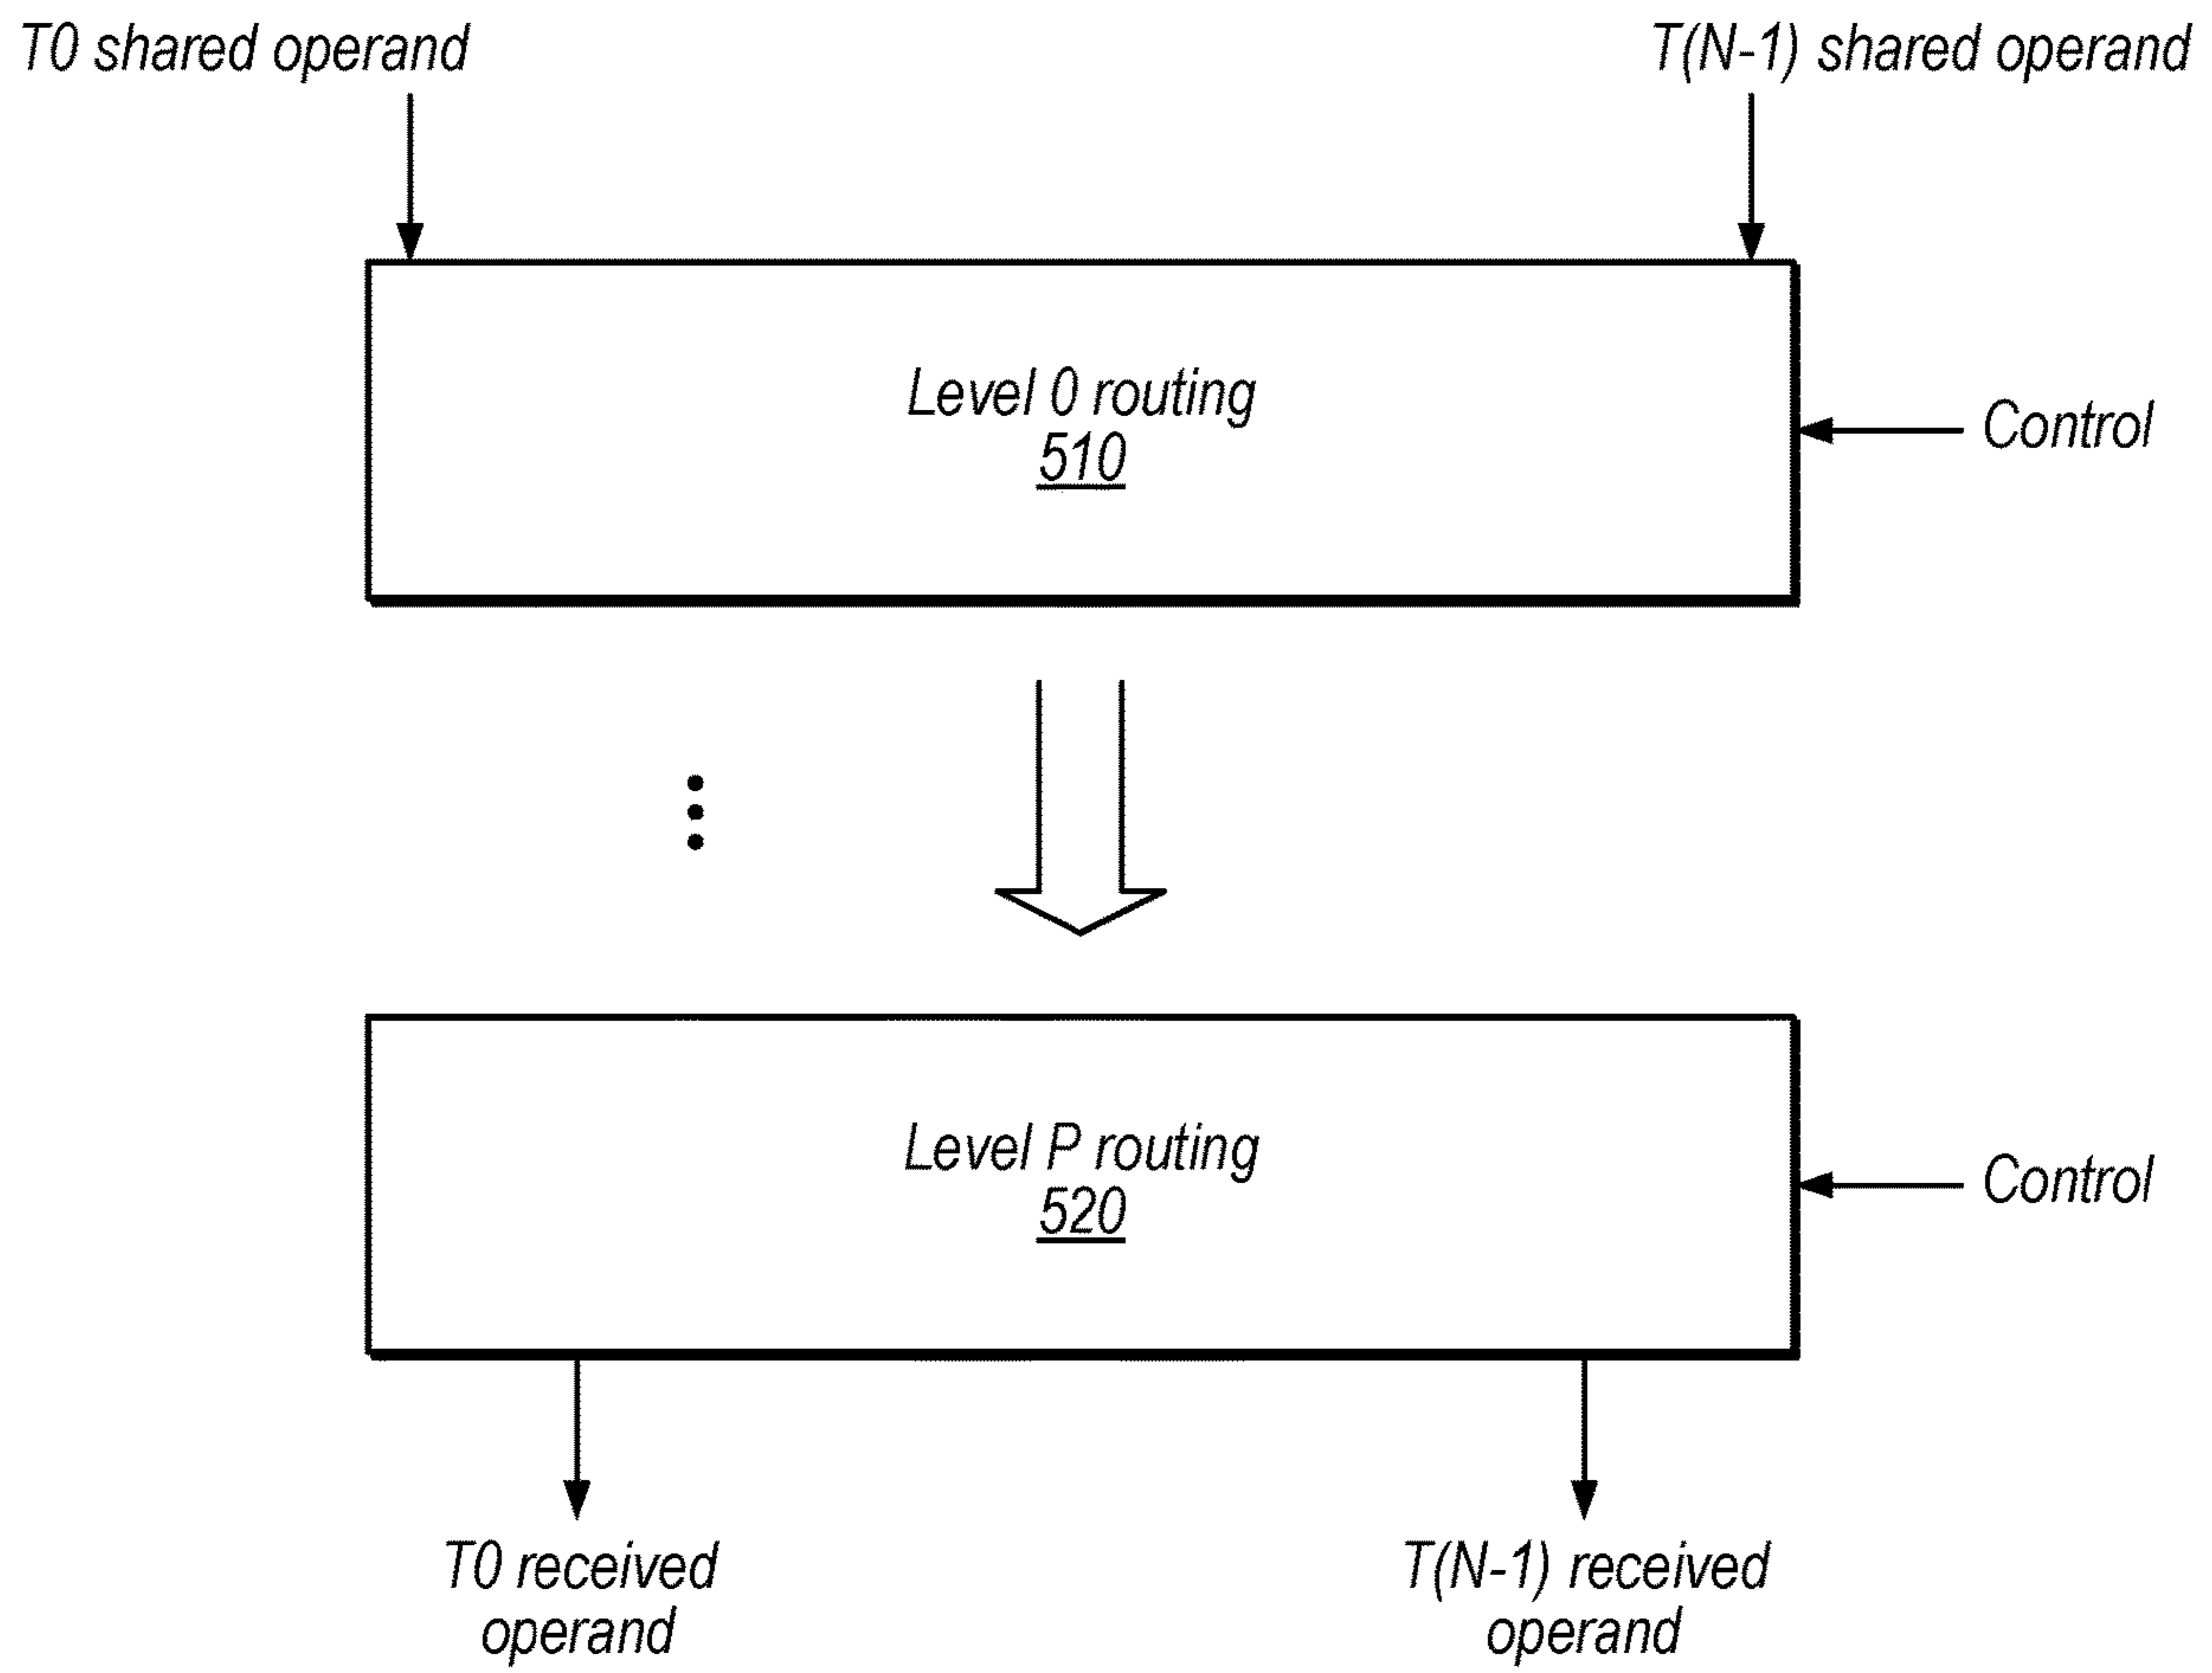 T0 shared operand
T(N-1) shared operand
Level 0 routing
510
Control
Level P routing
520
Control
T0 received
operand
T(N-1) received
operand